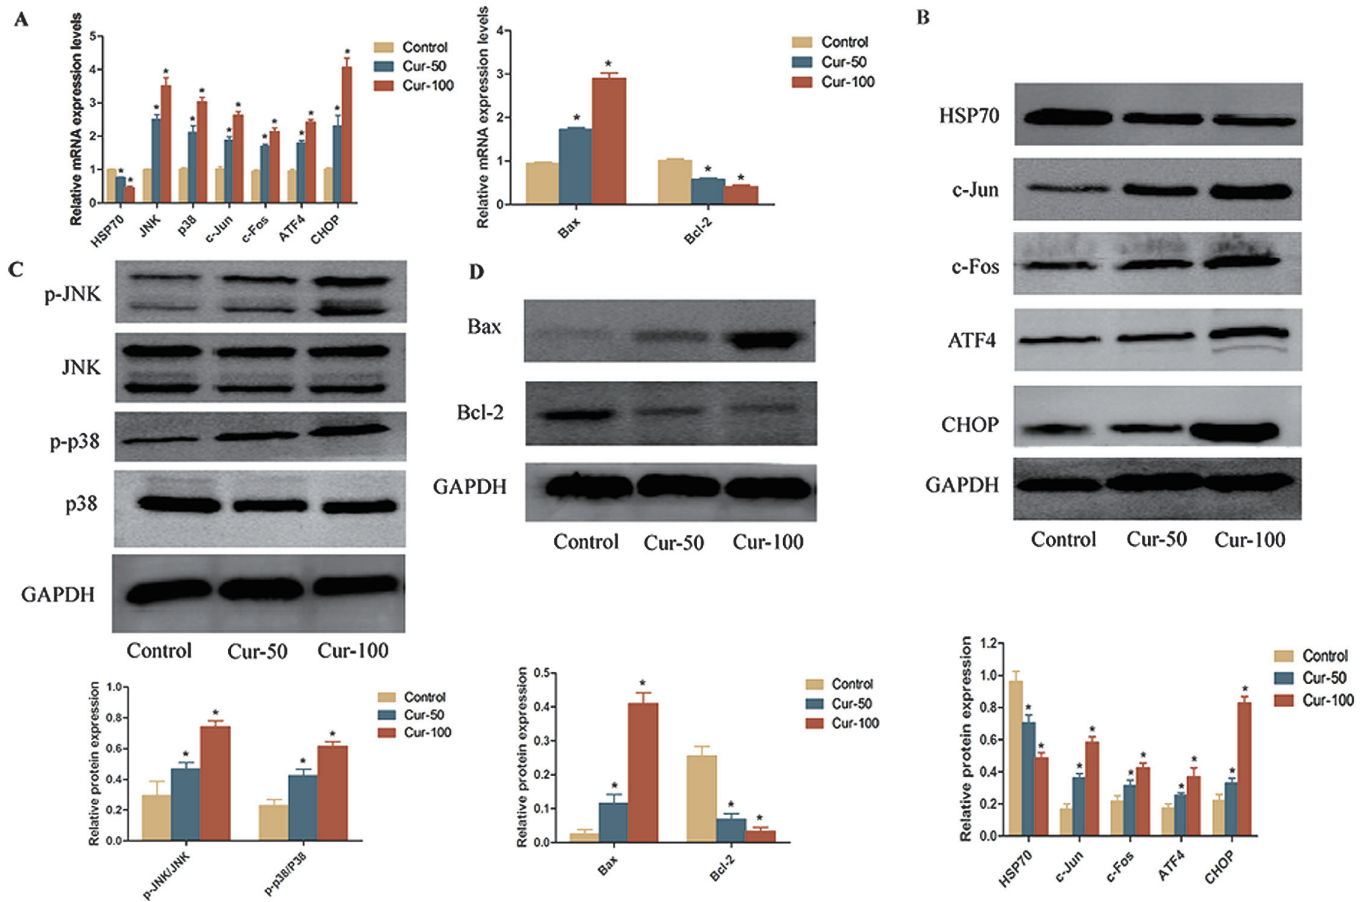 A
Relative mRNA expression levels
5
4
3
2
1
0
HSP70
JNK
p38
c-Jun
c-Fos
ATF4
CHOP
Control
Cur-50
Cur-100
* * * * * * * * * * * * * *
Relative mRNA expression levels
4
3
2
1
0
Bax
Bcl-2
Control
Cur-50
Cur-100
* * * *
B
HSP70
c-Jun
c-Fos
ATF4
CHOP
GAPDH
Control Cur-50 Cur-100
Relative protein expression
1.2
1.0
0.8
0.6
0.4
0.2
0.0
HSP70
c-Jun
c-Fos
ATF4
CHOP
Control
Cur-50
Cur-100
* * * * * * * * * *
C
p-JNK
JNK
p-p38
p38
GAPDH
Control Cur-50 Cur-100
Relative protein expression
1.0
0.8
0.6
0.4
0.2
0.0
p-JNK/JNK
p-p38/P38
Control
Cur-50
Cur-100
* * * *
D
Bax
Bcl-2
GAPDH
Control Cur-50 Cur-100
Relative protein expression
0.5
0.4
0.3
0.2
0.1
0.0
Bax
Bcl-2
Control
Cur-50
Cur-100
* * * *